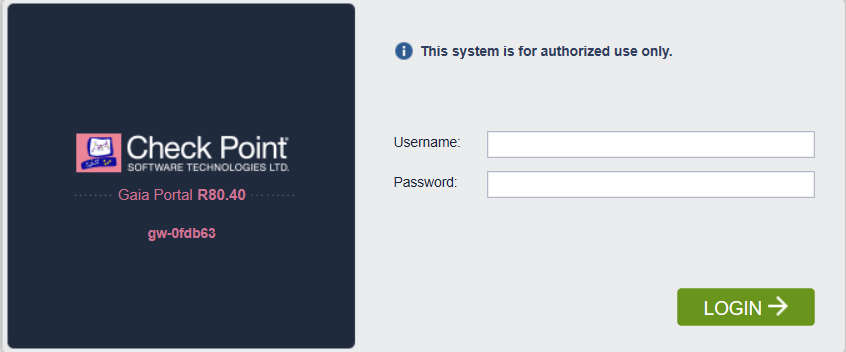 Check Point
SOFTWARE TECHNOLOGIES LTD.
Gaia Portal R80.40
gw-0fdb63
This system is for authorized use only.
Username:
Password:
LOGIN